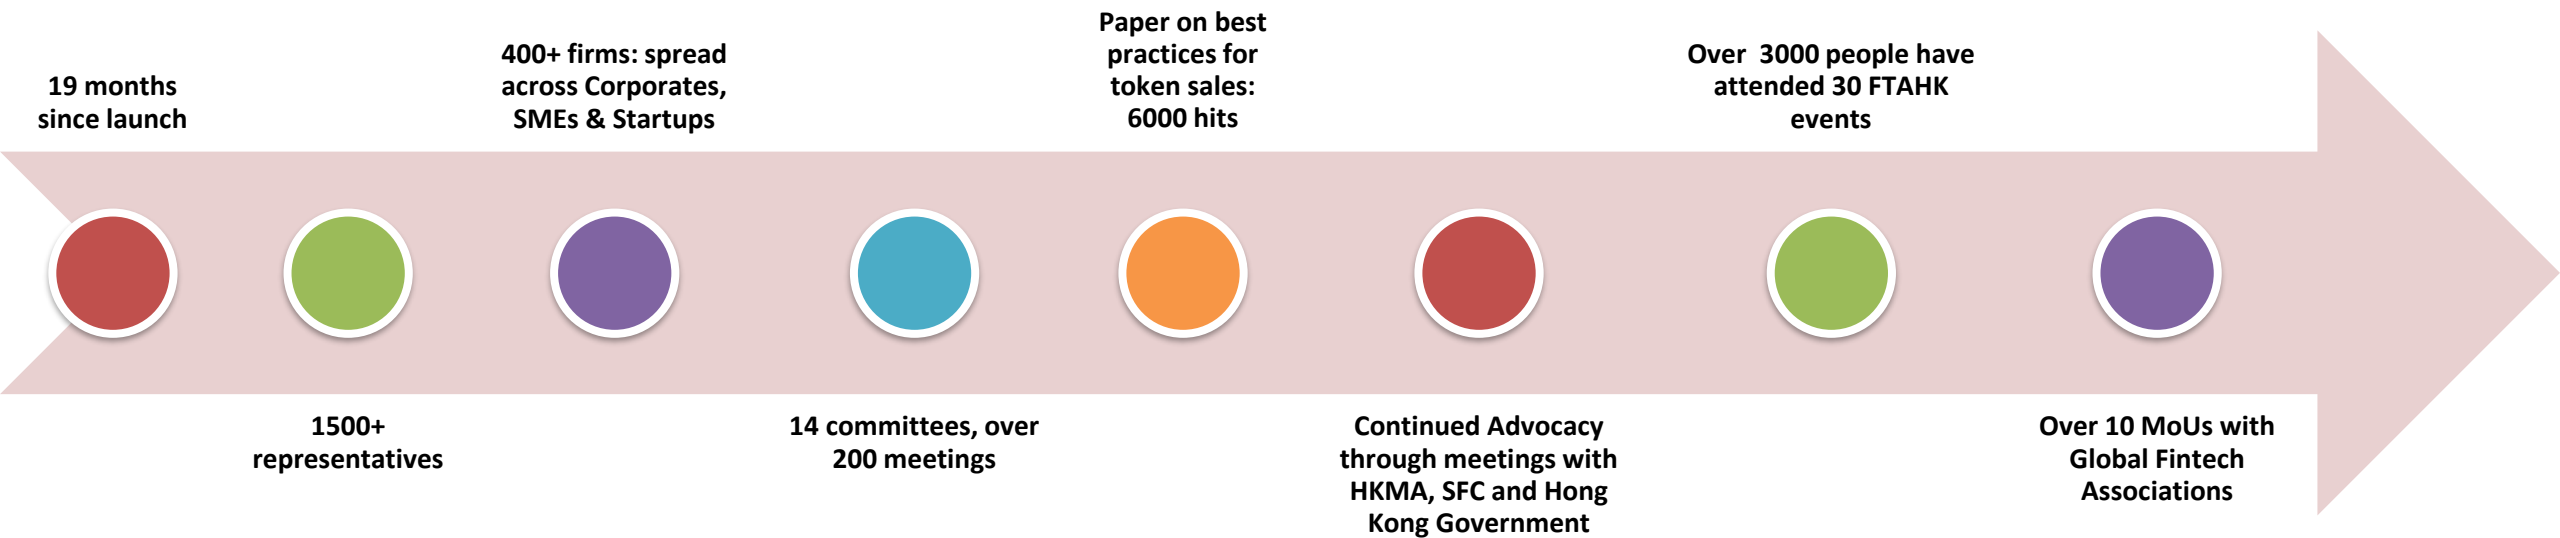 19 months
since launch
1500+
representatives
400+ firms: spread
across Corporates,
SMEs & Startups
14 committees, over
200 meetings
Paper on best
practices for
token sales:
6000 hits
Continued Advocacy
through meetings with
HKMA, SFC and Hong
Kong Government
Over  3000 people have
attended 30 FTAHK
events
Over 10 MoUs with
Global Fintech
Associations